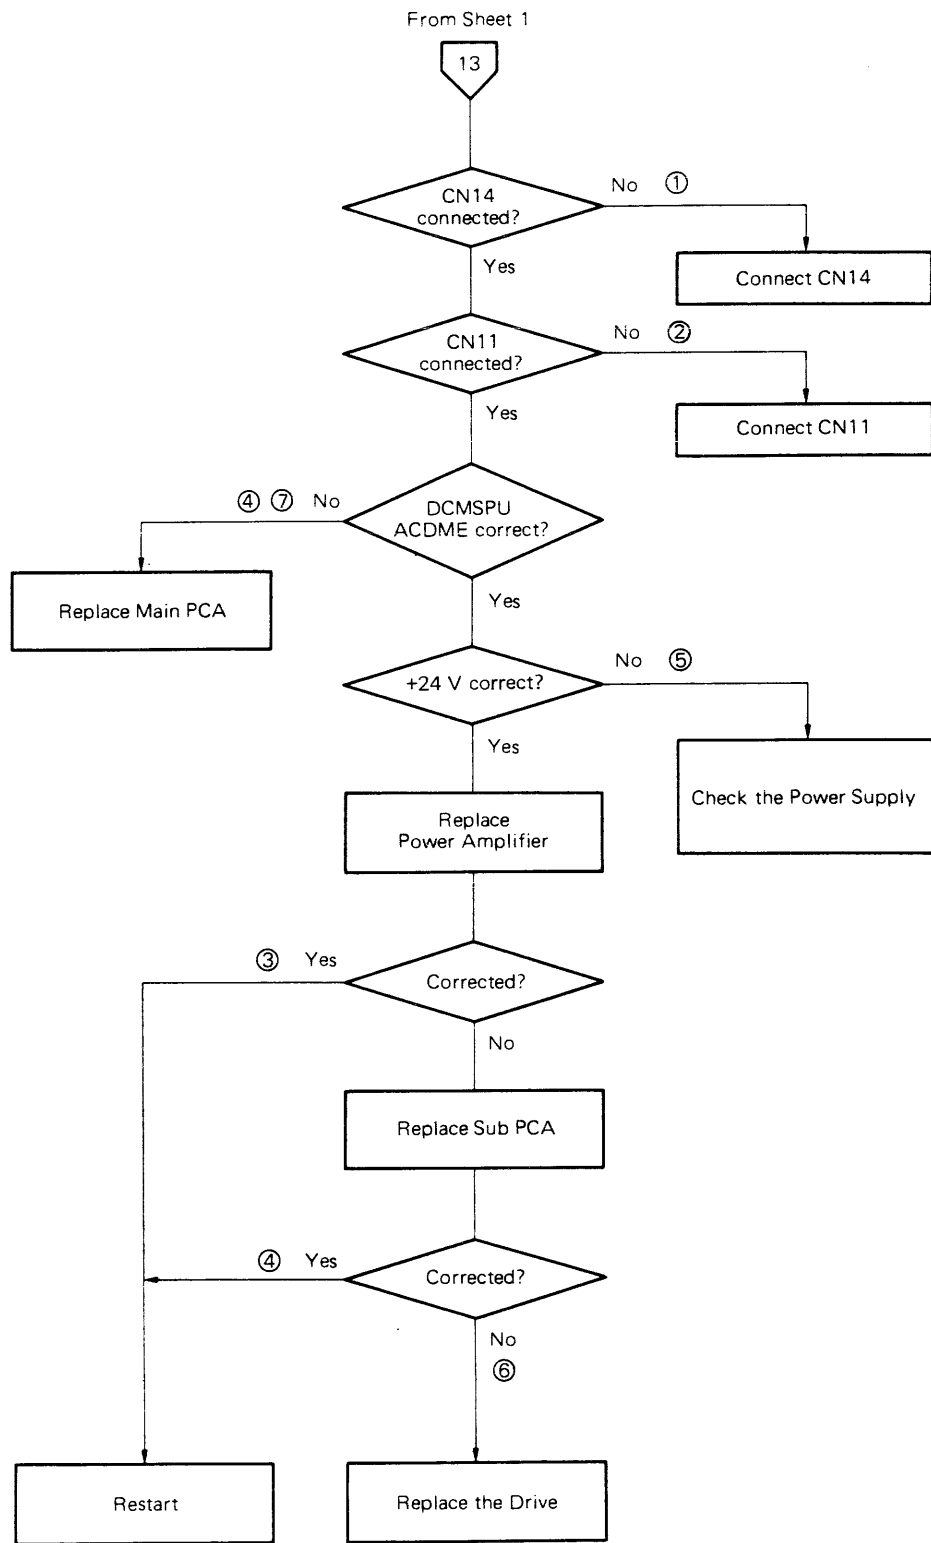 From Sheet 1
13
CN14
connected?
No ①
Connect CN14
Yes
CN11
connected?
No ②
Connect CN11
Yes
DCMSPU
ACDME correct?
④ ⑦ No
Replace Main PCA
Yes
+24 V correct?
No ⑤
Check the Power Supply
Yes
Replace
Power Amplifier
③ Yes
Corrected?
No
Replace Sub PCA
④ Yes
Corrected?
No
⑥
Restart
Replace the Drive